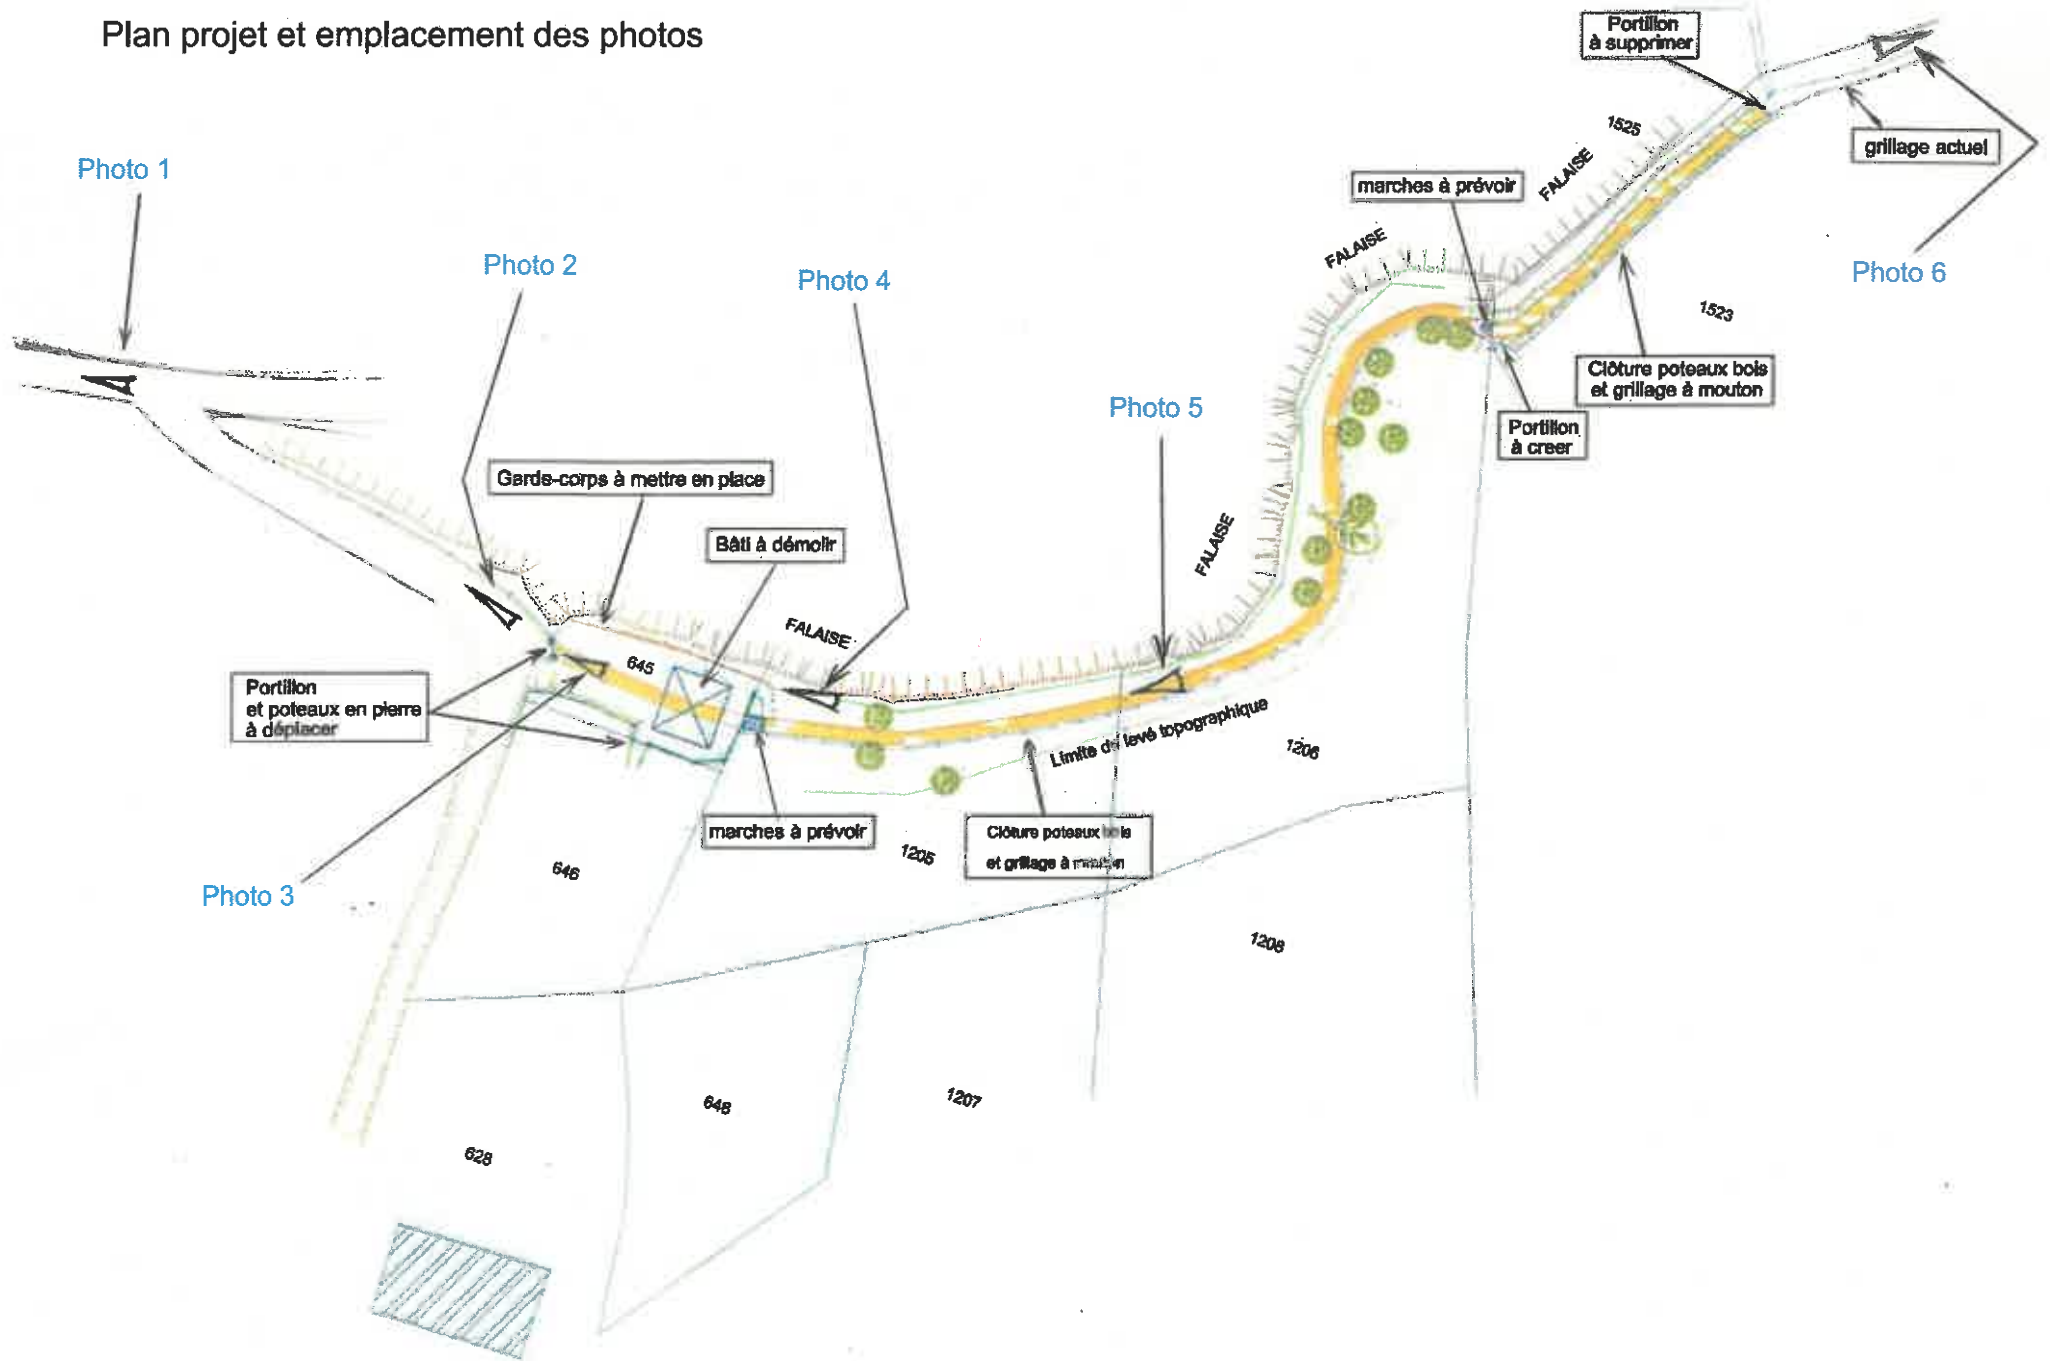 Plan projet et emplacement des photos
Portillon
à supprimer
1525
grillage actuel
Photo 1
FALAISE
marches à prévoir
FALAISE
Photo 2
Photo 4
Photo 6
1523
Clôture poteaux bois
et grillage à mouton
Photo 5
Portillon
à creer
Garde-corps à mettre en place
Bâti à démolir
FALAISE
FALAISE
645
Portillon
et poteaux en pierre
à déplacer
Limite du levé topographique
1206
marches à prévoir
Clôture poteaux bois
et grillage à mouton
1205
646
Photo 3
1208
648
1207
628